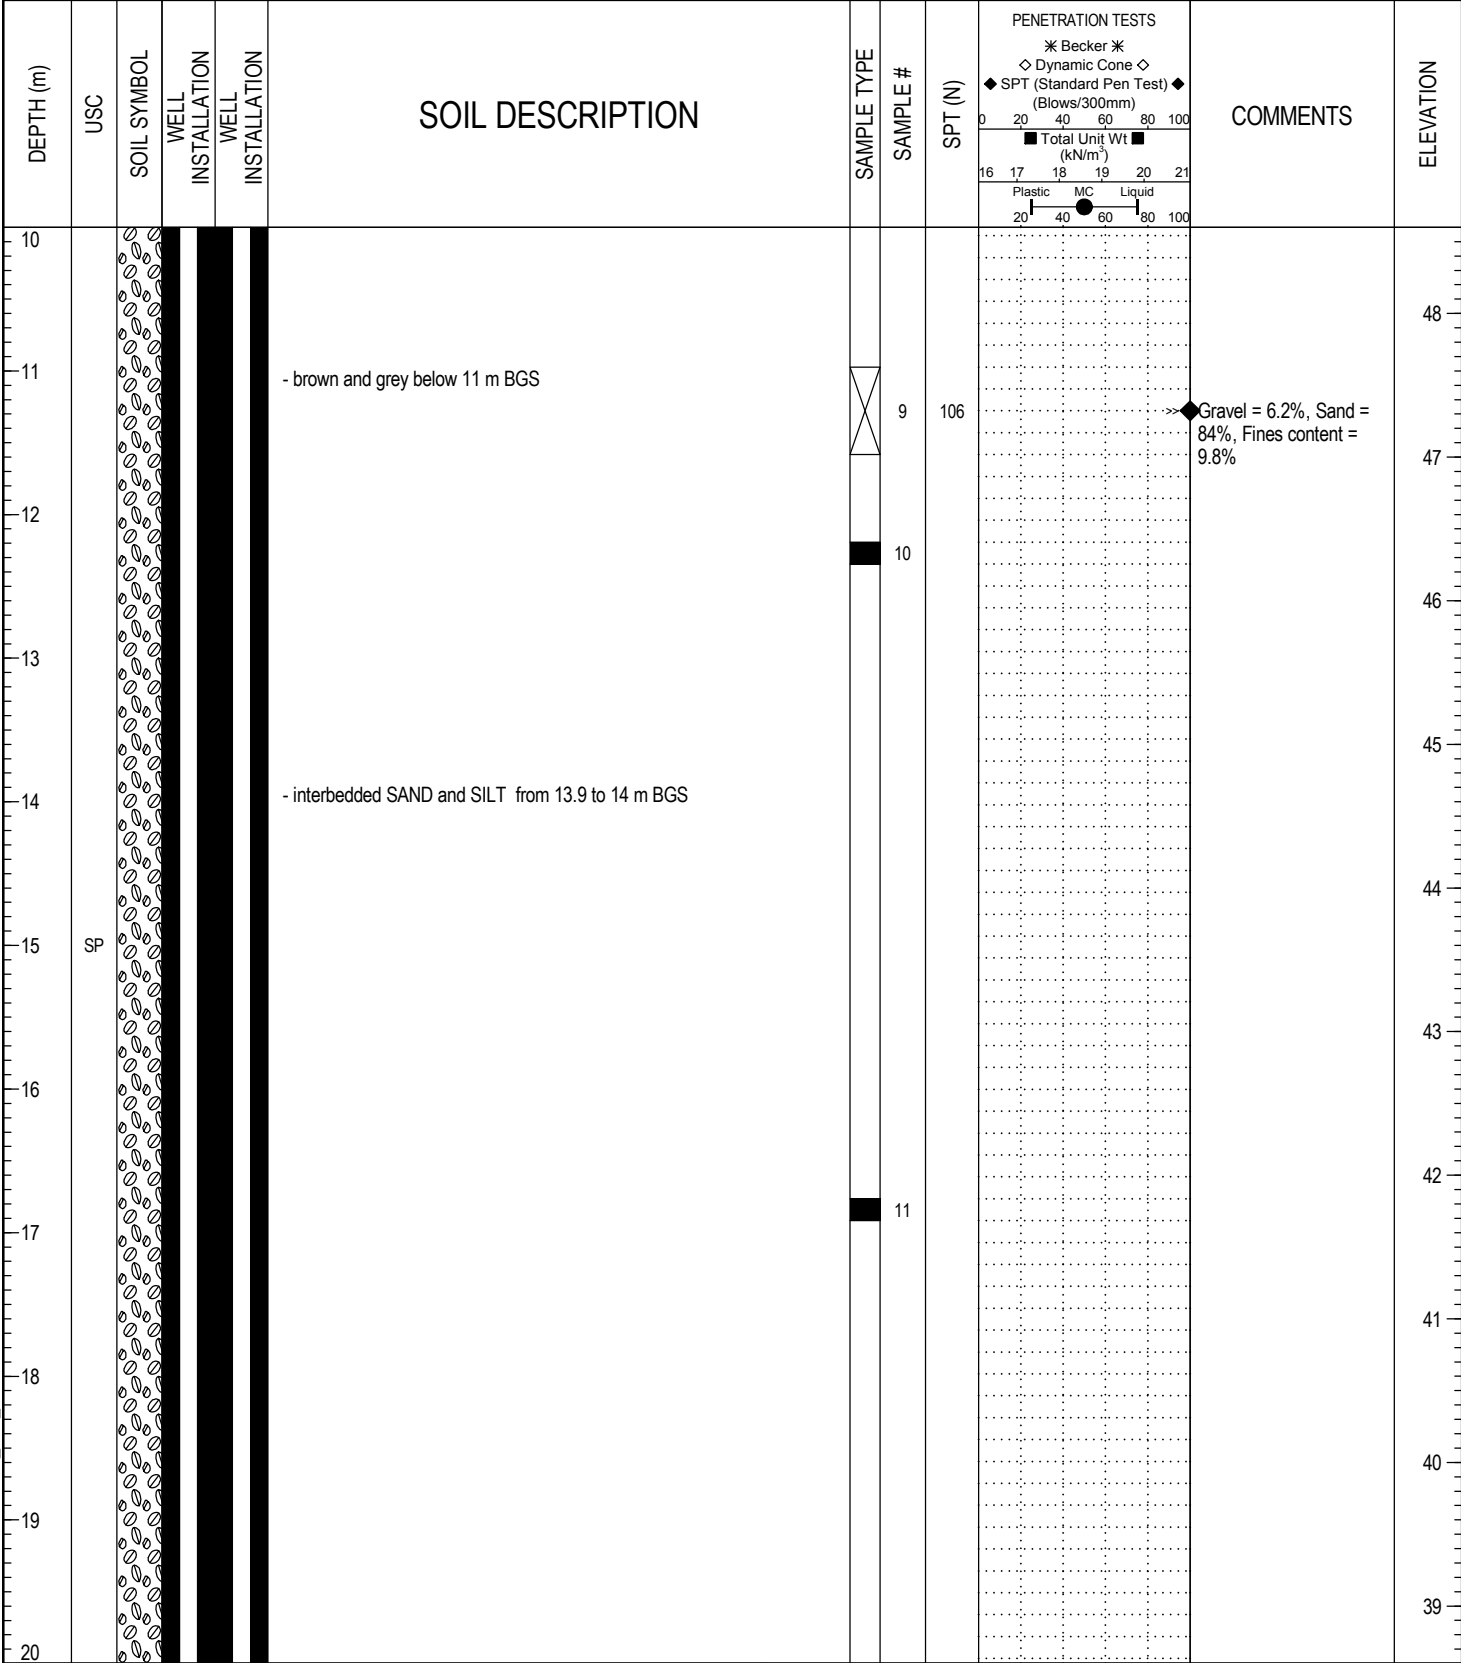 DEPTH (m)
USC
SOIL SYMBOL
WELL
INSTALLATION
WELL
INSTALLATION
SOIL DESCRIPTION
SAMPLE TYPE
SAMPLE #
SPT (N)
PENETRATION TESTS
✳ Becker ✳
◇ Dynamic Cone ◇
◆ SPT (Standard Pen Test) ◆
(Blows/300mm)
0 20 40 60 80 100
■ Total Unit Wt ■
(kN/m³)
16 17 18 19 20 21
Plastic MC Liquid
20 40 60 80 100
COMMENTS
ELEVATION
10
48
11
- brown and grey below 11 m BGS
9
106
>>
Gravel = 6.2%, Sand =
84%, Fines content =
9.8%
47
12
10
46
13
45
- interbedded SAND and SILT from 13.9 to 14 m BGS
14
44
15
SP
43
16
42
11
17
41
18
40
19
39
20